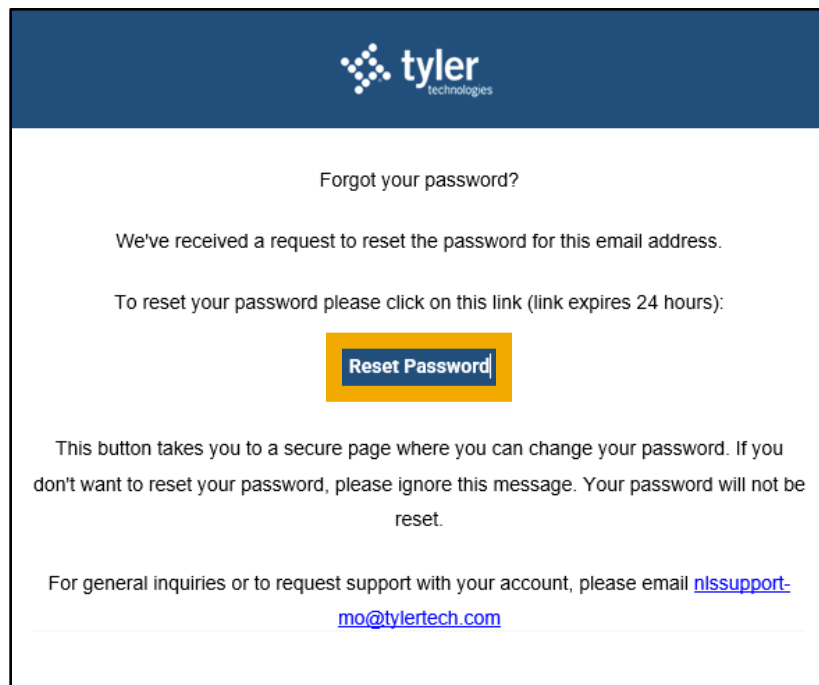 tyler
technologies
Forgot your password?
We've received a request to reset the password for this email address.
To reset your password please click on this link (link expires 24 hours):
Reset Password
This button takes you to a secure page where you can change your password. If you
don't want to reset your password, please ignore this message. Your password will not be
reset.
For general inquiries or to request support with your account, please email nlssupport-
mo@tylertech.com